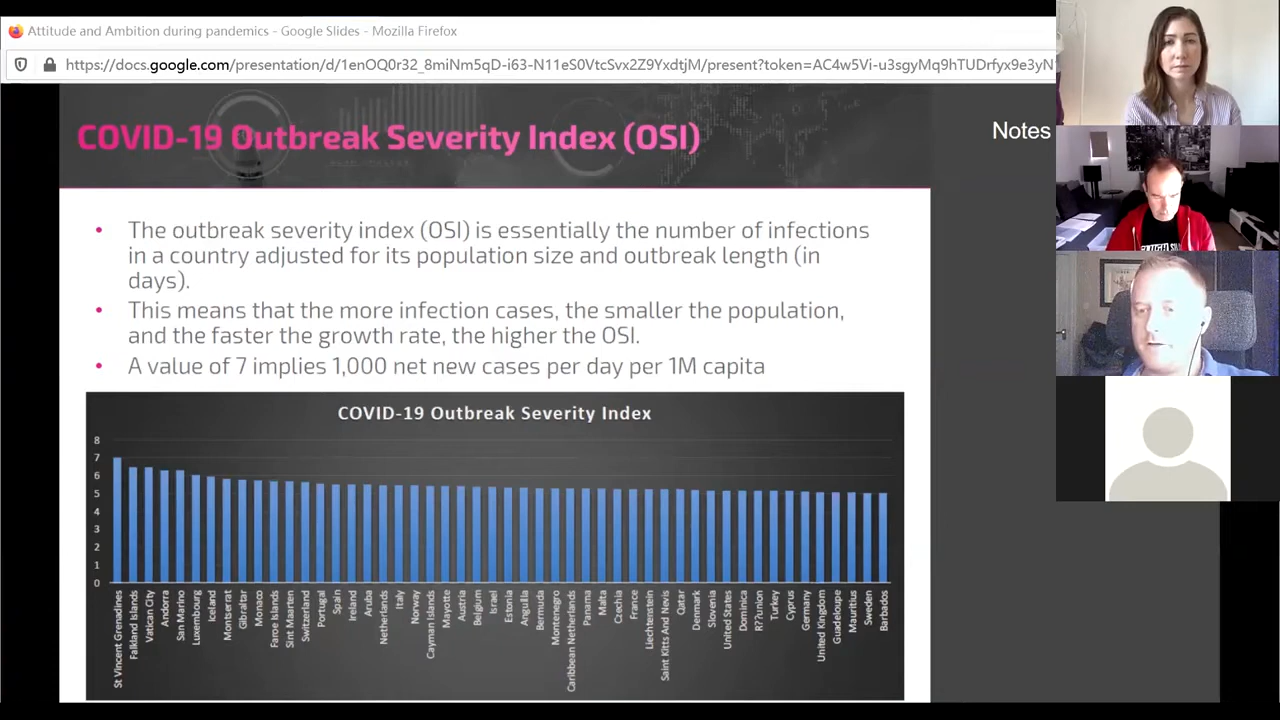 Attitude and Ambition during pandemics - Google Slides - Mozilla Firefox
https://docs.google.com/presentation/d/1enOQ0r32_8miNmnqD-i63-N11eS0VtcSvx2Z9YxdtjM/present?token=AC4w5Vi-u3sgyMq9hTUDrfyx9e3yN1
COVID-19 Outbreak Severity Index (OSI)
Notes
• The outbreak severity index (OSI) is essentially the number of infections
in a country adjusted for its population size and outbreak length (in
days).
• This means that the more infection cases, the smaller the population,
and the faster the growth rate, the higher the OSI.
• A value of 7 implies 1,000 net new cases per day per 1M capita
COVID-19 Outbreak Severity Index
8
7
6
5
4
3
2
1
0
St Vincent Grenadines
Falkland Islands
Vatican City
Andorra
San Marino
Luxembourg
Iceland
Montserrat
Gibraltar
Monaco
Faroe Islands
Sint Maarten
Switzerland
Portugal
Spain
Ireland
Aruba
Netherlands
Italy
Norway
Cayman Islands
Mayotte
Austria
Belgium
Israel
Estonia
Anguilla
Bermuda
Montenegro
Caribbean Netherlands
Panama
Malta
Czechia
France
Liechtenstein
Saint Kitts And Nevis
Qatar
Denmark
Slovenia
United States
Dominica
R??union
Turkey
Cyprus
Germany
United Kingdom
Guadeloupe
Mauritius
Sweden
Barbados